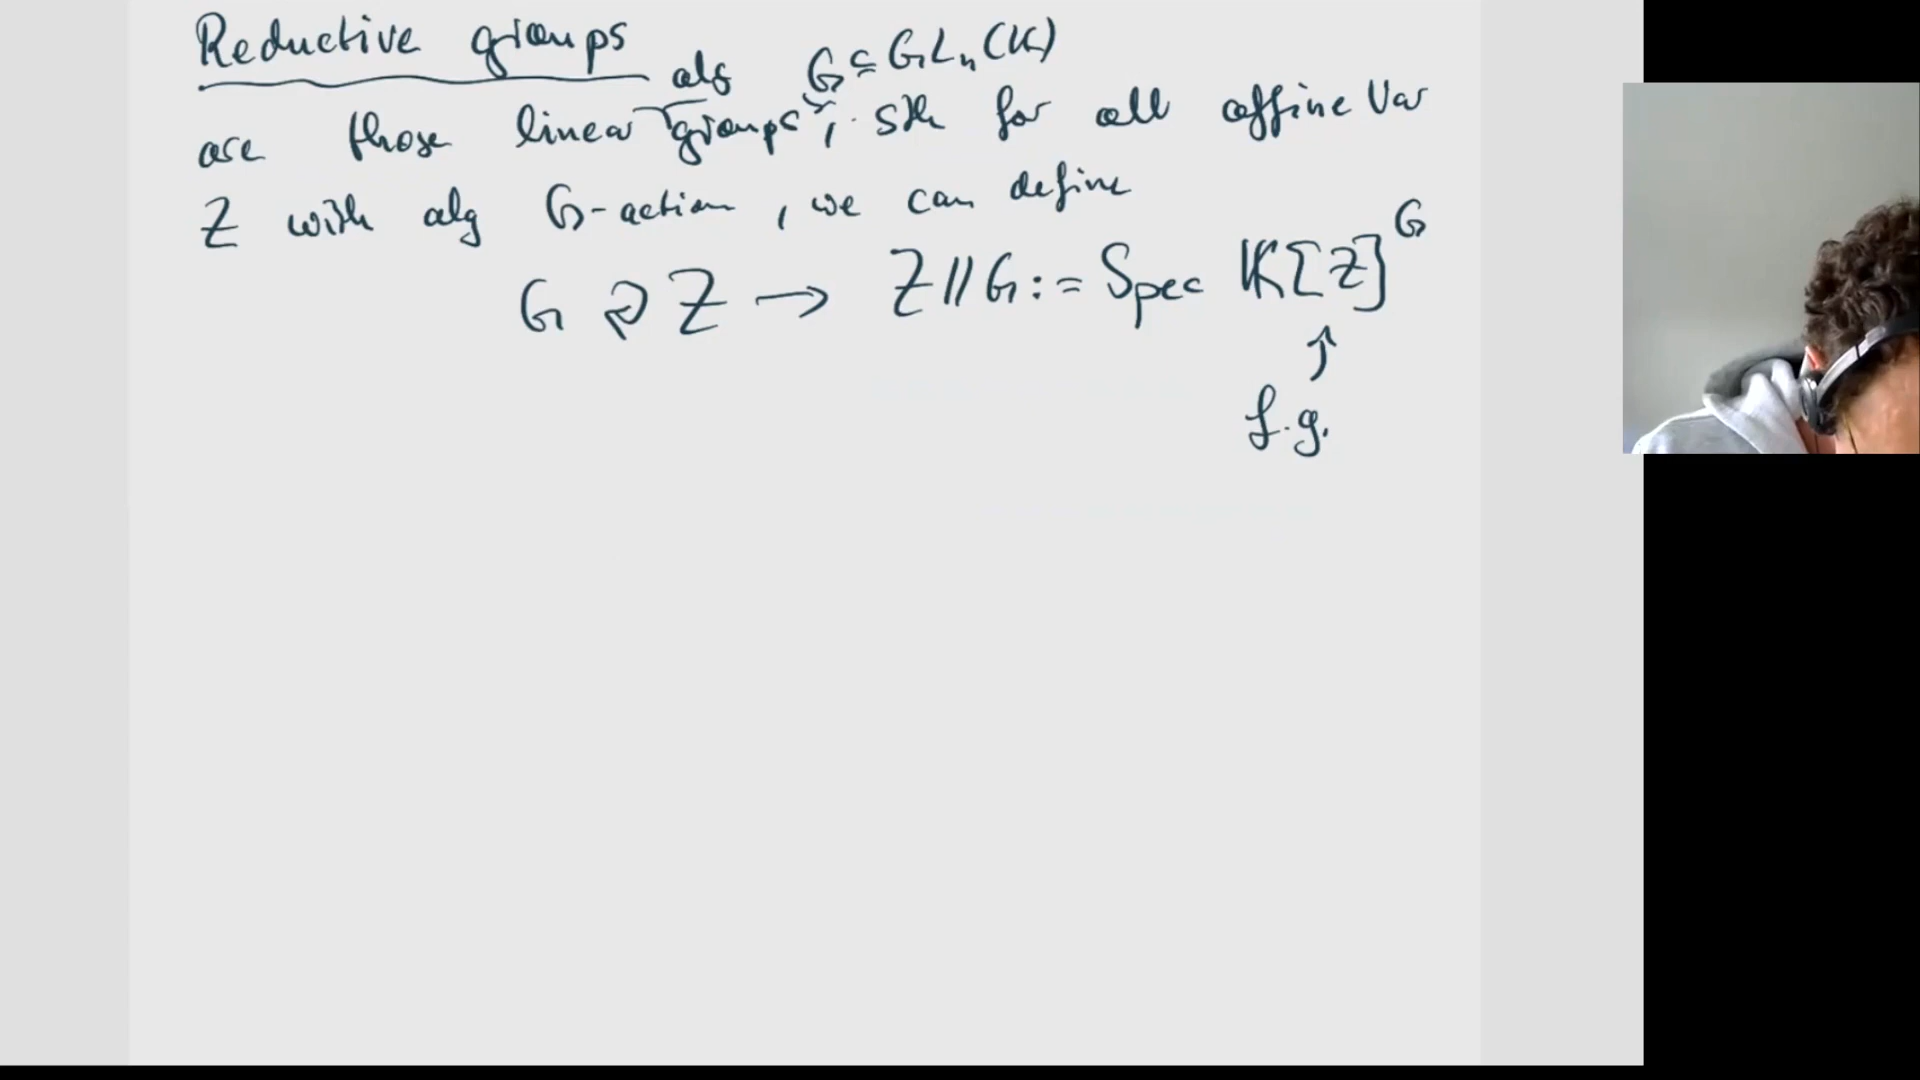 Reductive groups
are those linear alg groups, G ⊆ GLₙ(K) sth for all affine Var
Z with alg G-action, we can define
G ↻ Z → Z//G := Spec K[Z]^G
↑
f.g.